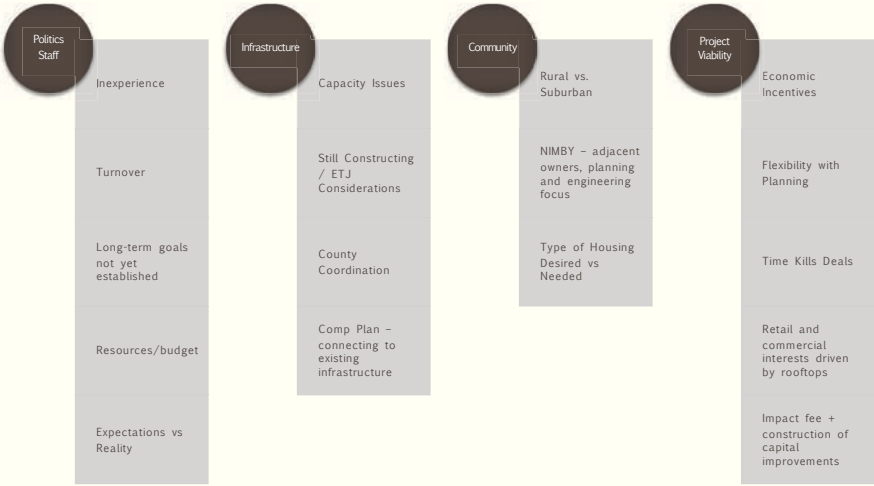 Politics
Staff
Inexperience
Turnover
Long-term goals
not yet
established
Resources/budget
Expectations vs
Reality
Infrastructure
Capacity Issues
Still Constructing
/ ETJ
Considerations
County
Coordination
Comp Plan –
connecting to
existing
infrastructure
Community
Rural vs.
Suburban
NIMBY – adjacent
owners, planning
and engineering
focus
Type of Housing
Desired vs
Needed
Project
Viability
Economic
Incentives
Flexibility with
Planning
Time Kills Deals
Retail and
commercial
interests driven
by rooftops
Impact fee +
construction of
capital
improvements